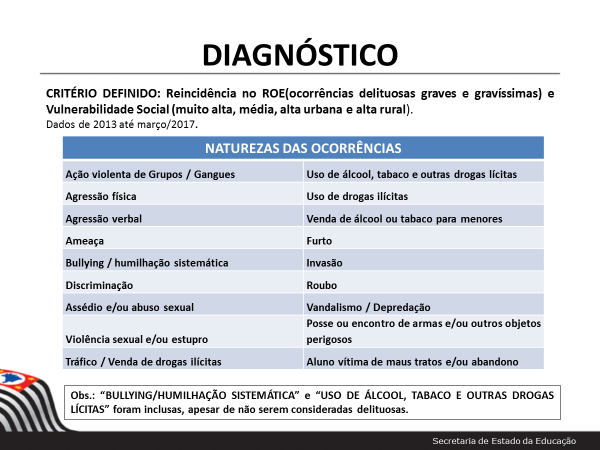 DIAGNÓSTICO
CRITÉRIO DEFINIDO: Reincidência no ROE(ocorrências delituosas graves e gravíssimas) e
Vulnerabilidade Social (muito alta, média, alta urbana e alta rural).
Dados de 2013 até março/2017.
NATUREZAS DAS OCORRÊNCIAS
Ação violenta de Grupos / Gangues
Uso de álcool, tabaco e outras drogas lícitas
Agressão física
Uso de drogas ilícitas
Agressão verbal
Venda de álcool ou tabaco para menores
Ameaça
Furto
Bullying / humilhação sistemática
Invasão
Discriminação
Roubo
Assédio e/ou abuso sexual
Vandalismo / Depredação
Violência sexual e/ou estupro
Posse ou encontro de armas e/ou outros objetos
perigosos
Tráfico / Venda de drogas ilícitas
Aluno vítima de maus tratos e/ou abandono
Obs.: “BULLYING/HUMILHAÇÃO SISTEMÁTICA” e “USO DE ÁLCOOL, TABACO E OUTRAS DROGAS
LÍCITAS” foram inclusas, apesar de não serem consideradas delituosas.
Secretaria de Estado da Educação